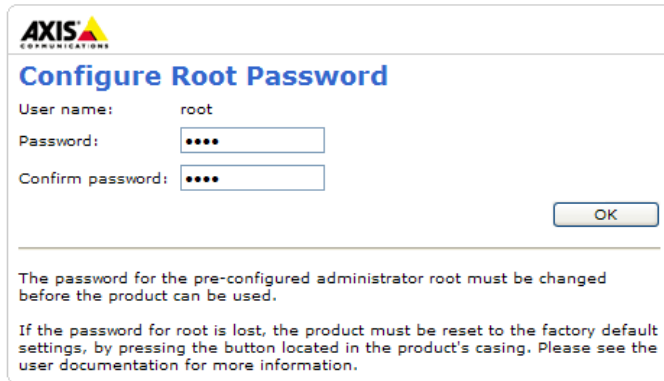 AXIS
COMMUNICATIONS
Configure Root Password
User name: root
Password: ••••
Confirm password: ••••
OK
The password for the pre-configured administrator root must be changed
before the product can be used.
If the password for root is lost, the product must be reset to the factory default
settings, by pressing the button located in the product's casing. Please see the
user documentation for more information.